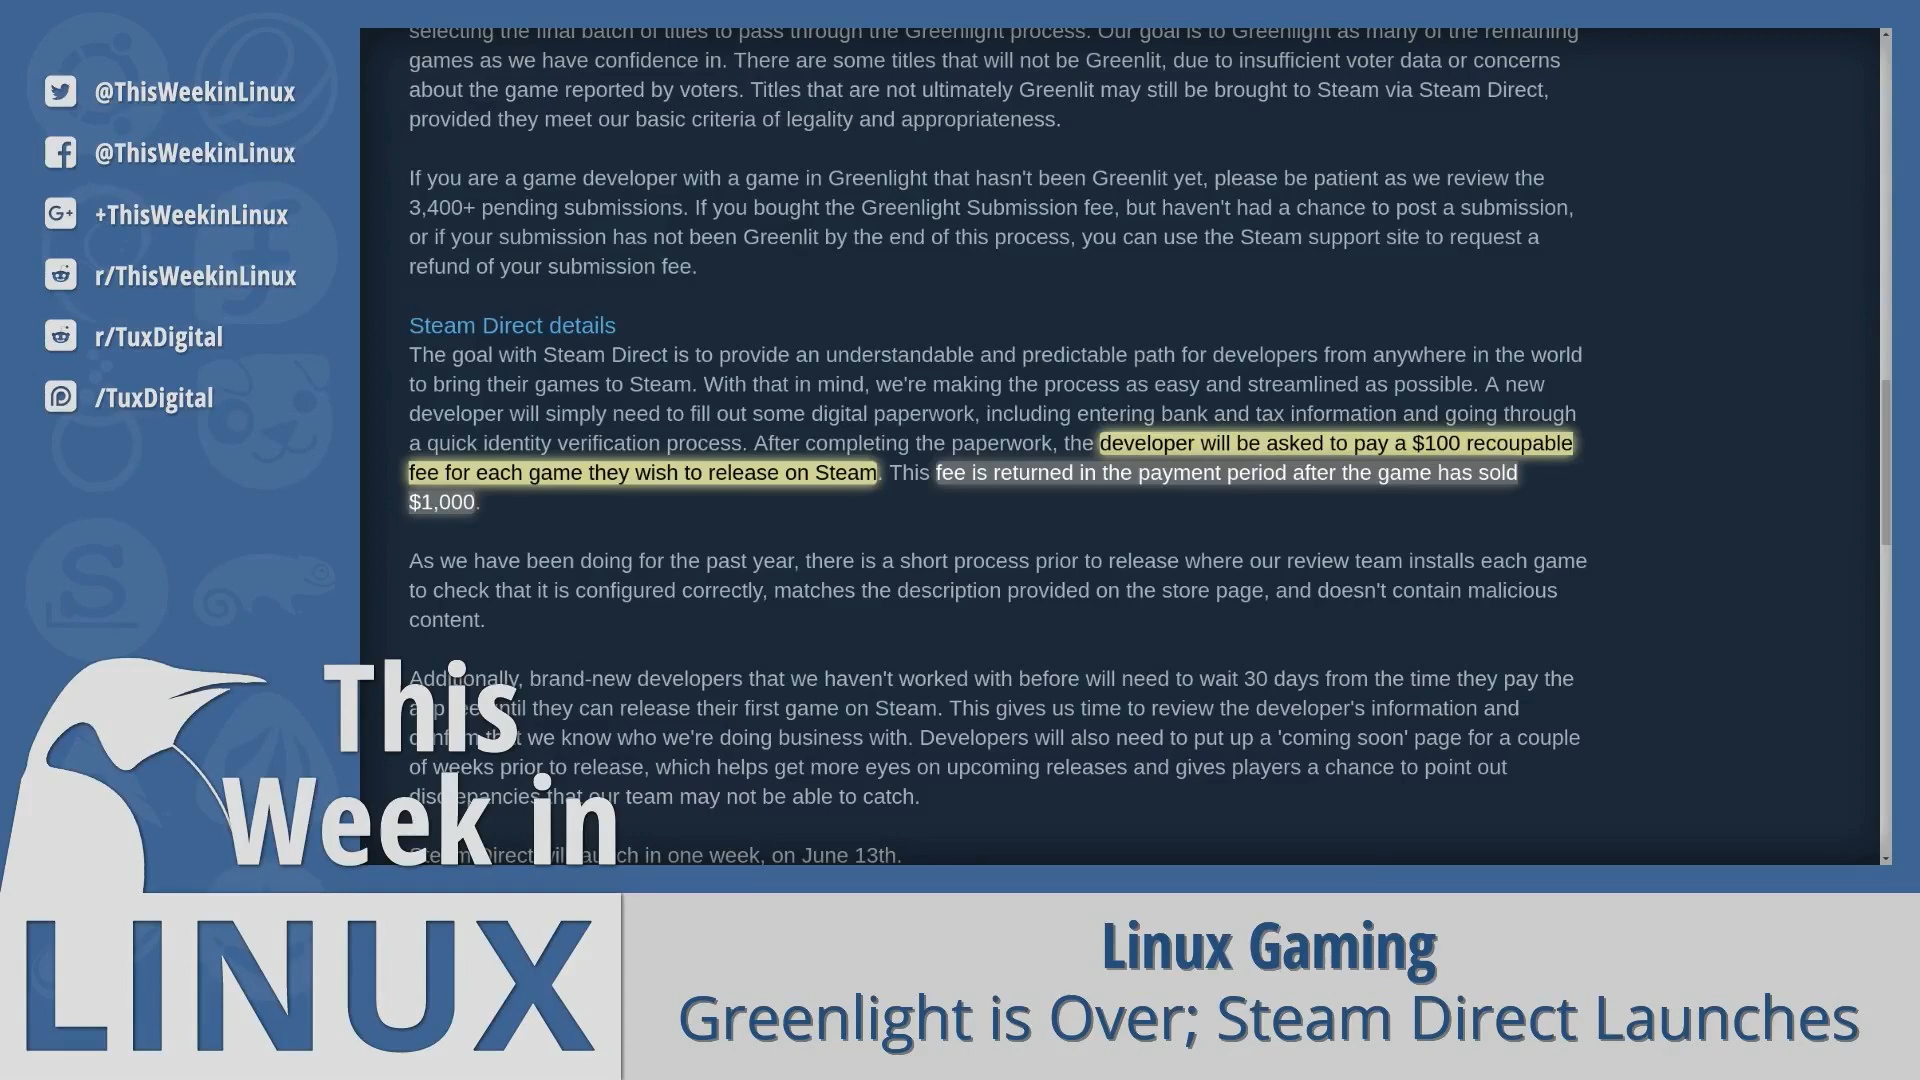 @ThisWeekinLinux
@ThisWeekinLinux
+ThisWeekinLinux
r/ThisWeekinLinux
r/TuxDigital
/TuxDigital
selecting the final batch of titles to pass through the Greenlight process. Our goal is to Greenlight as many of the remaining
games as we have confidence in. There are some titles that will not be Greenlit, due to insufficient voter data or concerns
about the game reported by voters. Titles that are not ultimately Greenlit may still be brought to Steam via Steam Direct,
provided they meet our basic criteria of legality and appropriateness.
If you are a game developer with a game in Greenlight that hasn't been Greenlit yet, please be patient as we review the
3,400+ pending submissions. If you bought the Greenlight Submission fee, but haven't had a chance to post a submission,
or if your submission has not been Greenlit by the end of this process, you can use the Steam support site to request a
refund of your submission fee.
Steam Direct details
The goal with Steam Direct is to provide an understandable and predictable path for developers from anywhere in the world
to bring their games to Steam. With that in mind, we're making the process as easy and streamlined as possible. A new
developer will simply need to fill out some digital paperwork, including entering bank and tax information and going through
a quick identity verification process. After completing the paperwork, the developer will be asked to pay a $100 recoupable
fee for each game they wish to release on Steam. This fee is returned in the payment period after the game has sold
$1,000.
As we have been doing for the past year, there is a short process prior to release where our review team installs each game
to check that it is configured correctly, matches the description provided on the store page, and doesn't contain malicious
content.
Additionally, brand-new developers that we haven't worked with before will need to wait 30 days from the time they pay the
app fee until they can release their first game on Steam. This gives us time to review the developer's information and
confirm that we know who we're doing business with. Developers will also need to put up a 'coming soon' page for a couple
of weeks prior to release, which helps get more eyes on upcoming releases and gives players a chance to point out
discrepancies that our team may not be able to catch.
Steam Direct will launch in one week, on June 13th.
This
Week in
LINUX
Linux Gaming
Greenlight is Over; Steam Direct Launches